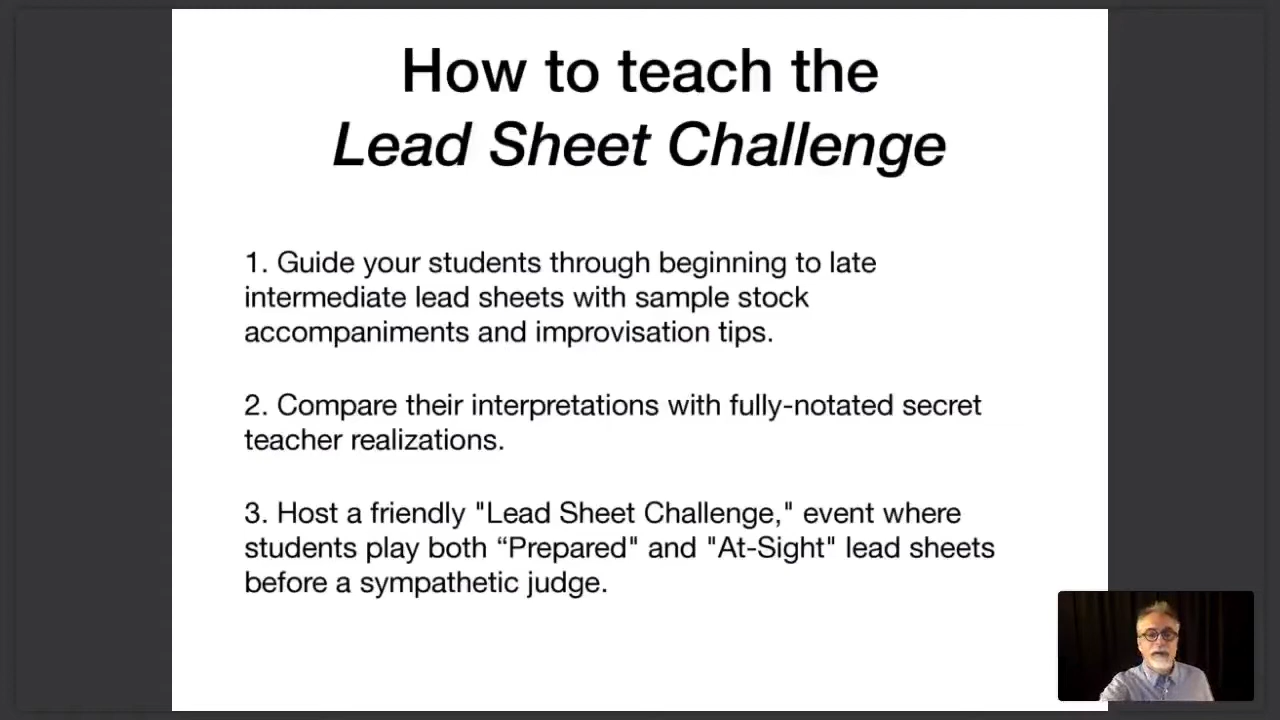 How to teach the
Lead Sheet Challenge
1. Guide your students through beginning to late
intermediate lead sheets with sample stock
accompaniments and improvisation tips.
2. Compare their interpretations with fully-notated secret
teacher realizations.
3. Host a friendly "Lead Sheet Challenge," event where
students play both “Prepared" and "At-Sight" lead sheets
before a sympathetic judge.